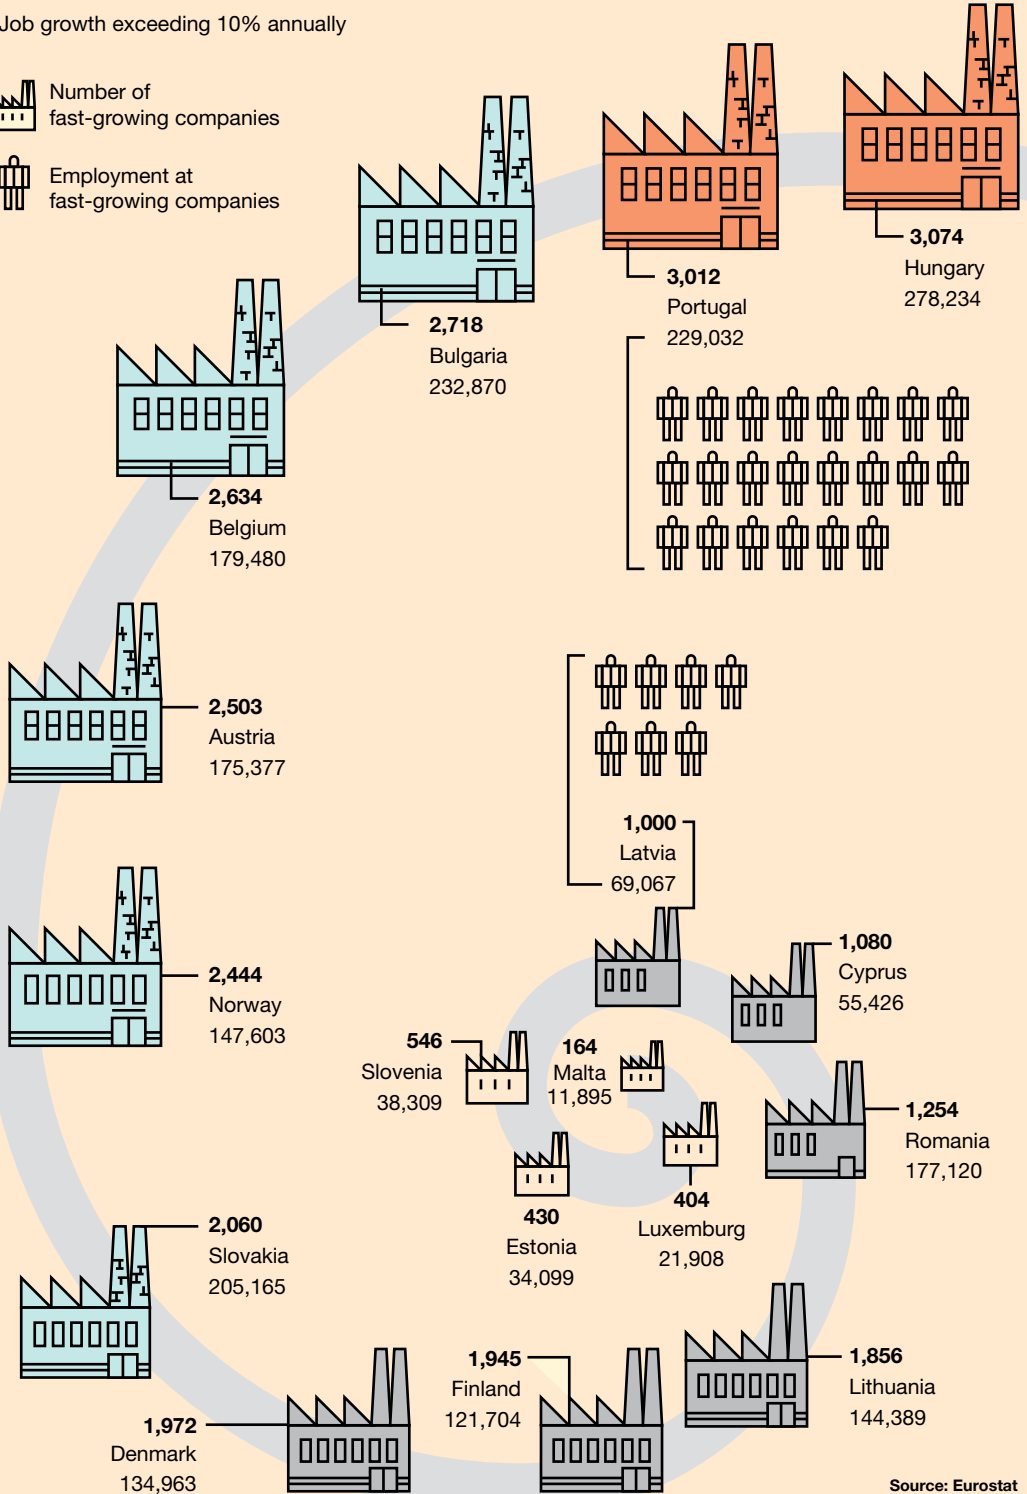 Job growth exceeding 10% annually
Number of
fast-growing companies
Employment at
fast-growing companies
3,074
Hungary
278,234
3,012
Portugal
229,032
2,718
Bulgaria
232,870
2,634
Belgium
179,480
2,503
Austria
175,377
2,444
Norway
147,603
2,060
Slovakia
205,165
1,972
Denmark
134,963
1,945
Finland
121,704
1,856
Lithuania
144,389
1,254
Romania
177,120
1,080
Cyprus
55,426
1,000
Latvia
69,067
546
Slovenia
38,309
430
Estonia
34,099
404
Luxemburg
21,908
164
Malta
11,895
Source: Eurostat